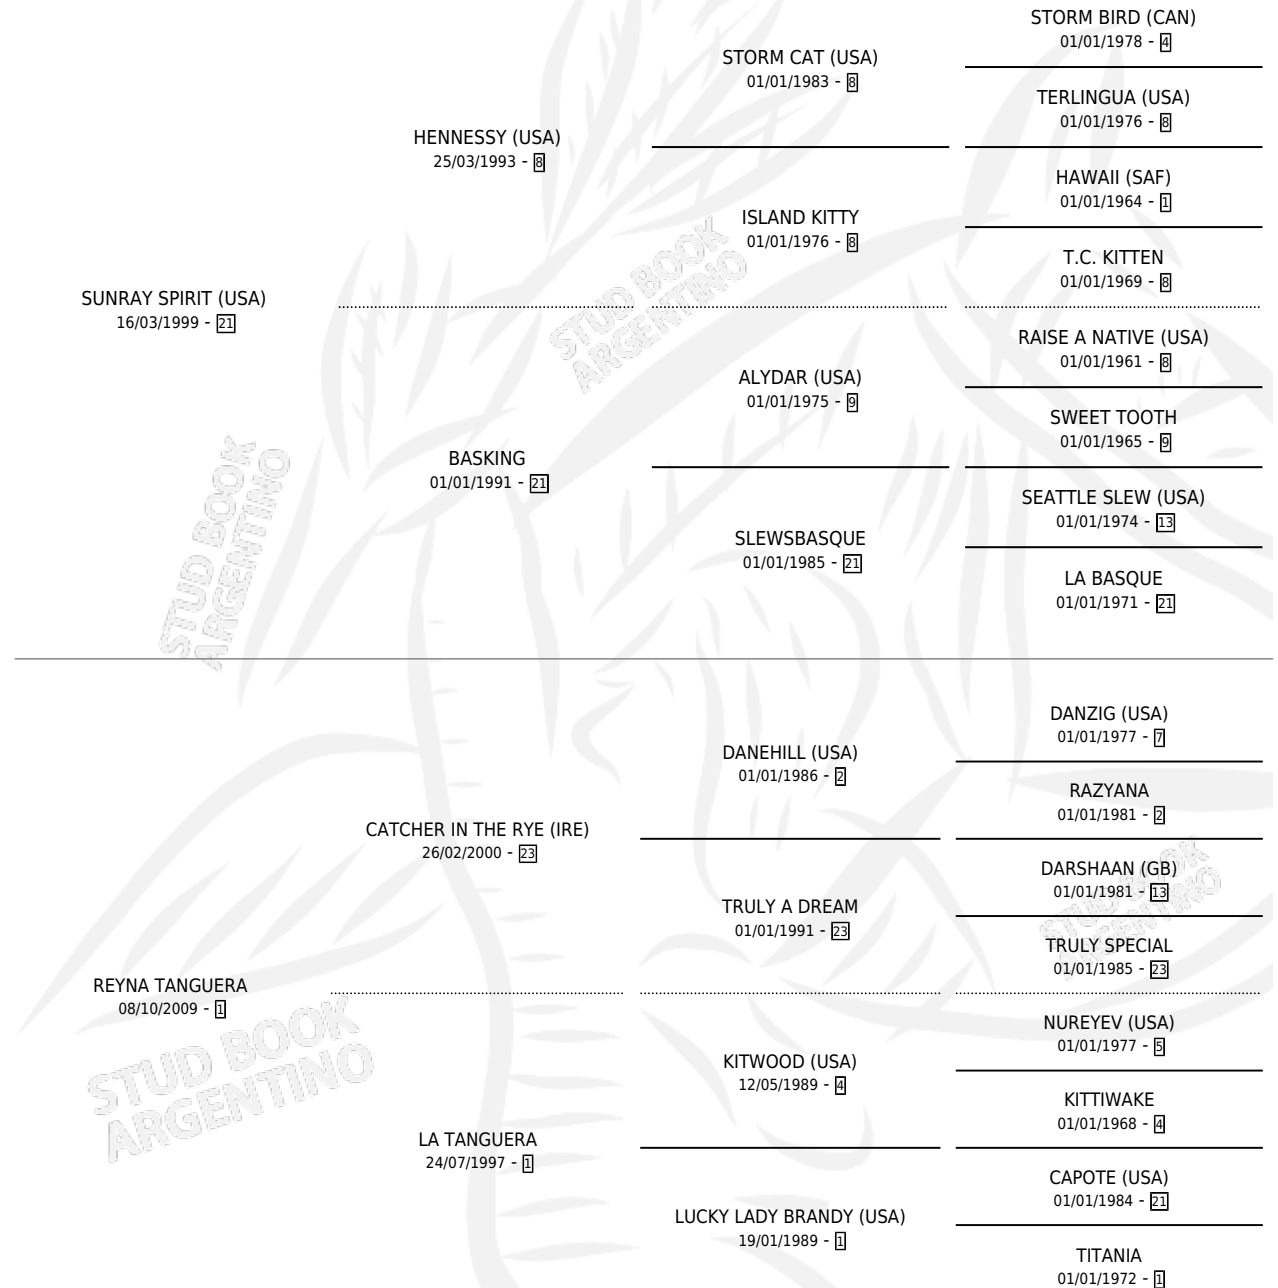 STORM BIRD (CAN)
01/01/1978 - 4
STORM CAT (USA)
01/01/1983 - 8
TERLINGUA (USA)
01/01/1976 - 8
HENNESSY (USA)
25/03/1993 - 8
HAWAII (SAF)
01/01/1964 - 1
ISLAND KITTY
01/01/1976 - 8
T.C. KITTEN
01/01/1969 - 8
SUNRAY SPIRIT (USA)
16/03/1999 - 21
RAISE A NATIVE (USA)
01/01/1961 - 8
ALYDAR (USA)
01/01/1975 - 9
SWEET TOOTH
01/01/1965 - 9
BASKING
01/01/1991 - 21
SEATTLE SLEW (USA)
01/01/1974 - 13
SLEWSBASQUE
01/01/1985 - 21
LA BASQUE
01/01/1971 - 21
DANZIG (USA)
01/01/1977 - 7
DANEHILL (USA)
01/01/1986 - 2
RAZYANA
01/01/1981 - 2
CATCHER IN THE RYE (IRE)
26/02/2000 - 23
DARSHAAN (GB)
01/01/1981 - 13
TRULY A DREAM
01/01/1991 - 23
TRULY SPECIAL
01/01/1985 - 23
REYNA TANGUERA
08/10/2009 - 1
NUREYEV (USA)
01/01/1977 - 5
KITWOOD (USA)
12/05/1989 - 4
KITTIWAKE
01/01/1968 - 4
LA TANGUERA
24/07/1997 - 1
CAPOTE (USA)
01/01/1984 - 21
LUCKY LADY BRANDY (USA)
19/01/1989 - 1
TITANIA
01/01/1972 - 1
STUD BOOK
ARGENTINO
STUD BOOK
ARGENTINO
STUD BOOK
ARGENTINO
STUD BOOK
ARGENTINO